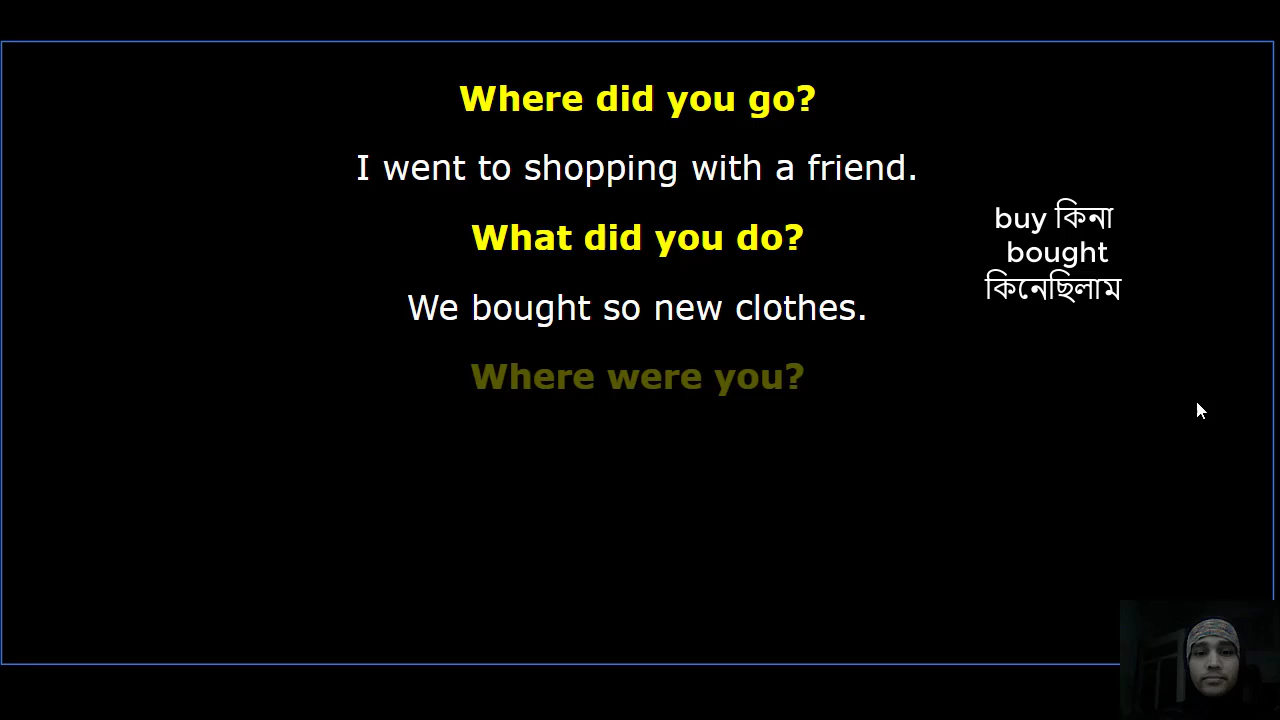 Where did you go?
I went to shopping with a friend.
What did you do?
buy কিনা
bought
কিনেছিলাম
We bought so new clothes.
Where were you?